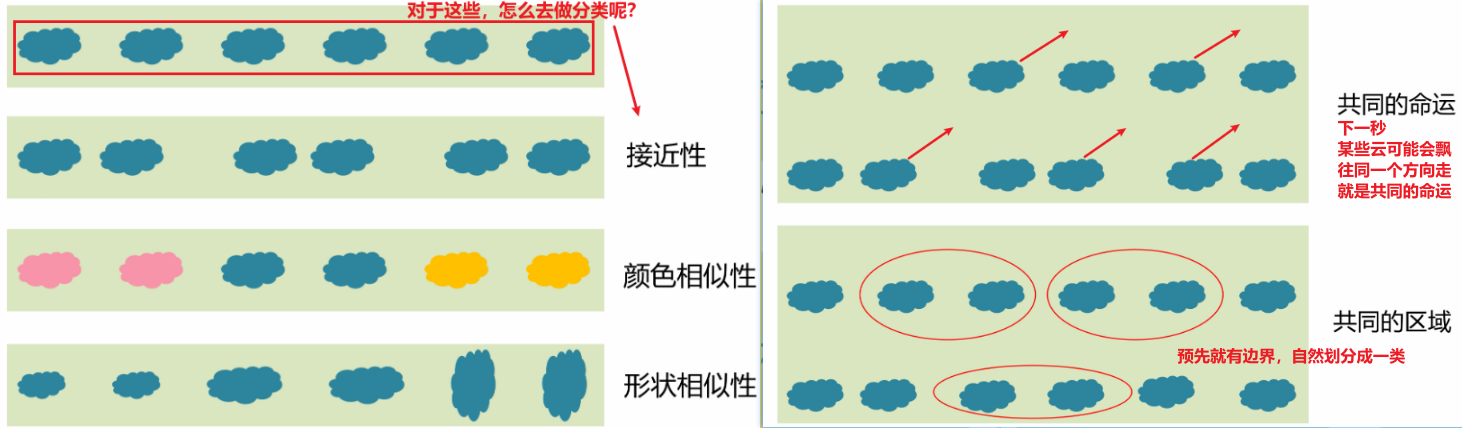 对于这些，怎么去做分类呢？
接近性
颜色相似性
形状相似性
共同的命运
下一秒
某些云可能会飘
往同一个方向走
就是共同的命运
共同的区域
预先就有边界，自然划分成一类